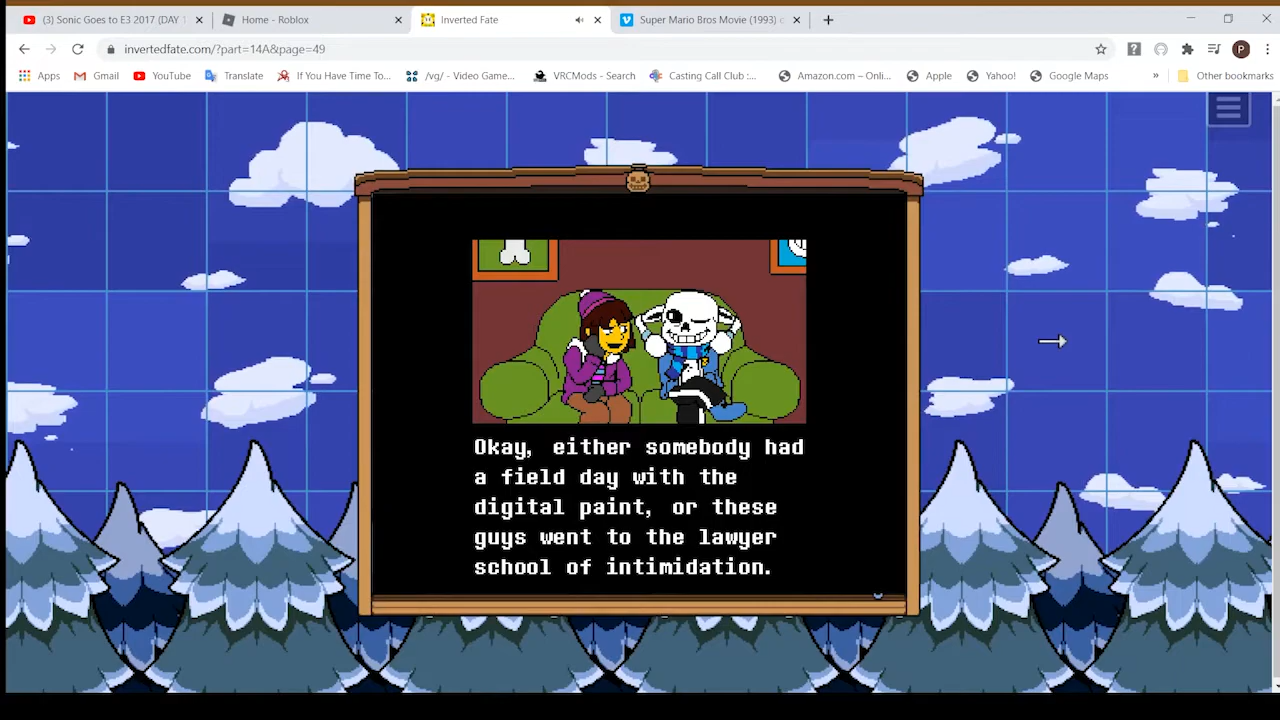 (3) Sonic Goes to E3 2017 (DAY 1
Home - Roblox
Inverted Fate
Super Mario Bros Movie (1993) c
invertedfate.com/?part=14A&page=49
P
Apps
Gmail
YouTube
Translate
If You Have Time To...
/vg/ - Video Game...
VRCMods - Search
Casting Call Club :...
Amazon.com – Onli...
Apple
Yahoo!
Google Maps
»
Other bookmarks
Okay, either somebody had
a field day with the
digital paint, or these
guys went to the lawyer
school of intimidation.